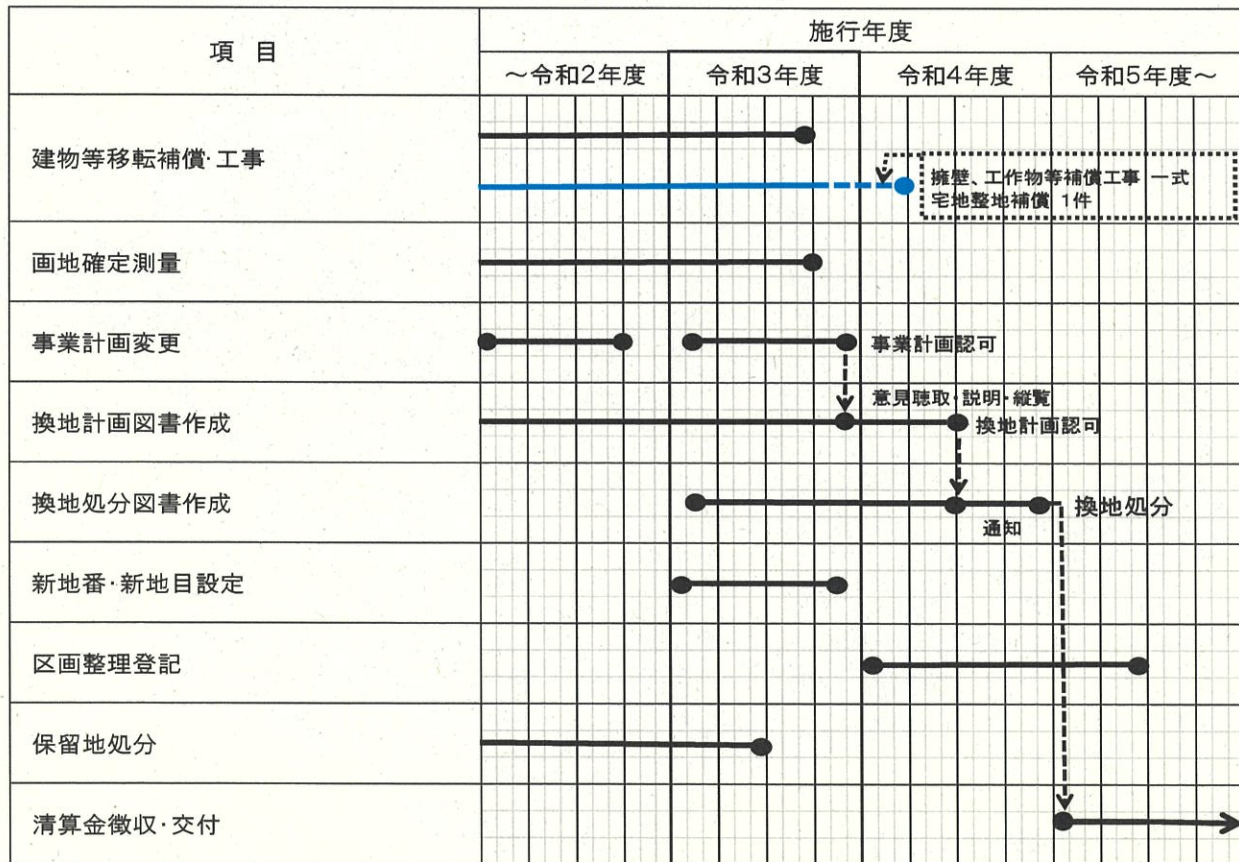 項 目
施行年度
～令和2年度
令和3年度
令和4年度
令和5年度～
建物等移転補償・工事
擁壁、工作物等補償工事 一式
宅地整地補償 1件
画地確定測量
事業計画変更
事業計画認可
換地計画図書作成
意見聴取・説明・縦覧
換地計画認可
換地処分図書作成
換地処分
通知
新地番・新地目設定
区画整理登記
保留地処分
清算金徴収・交付